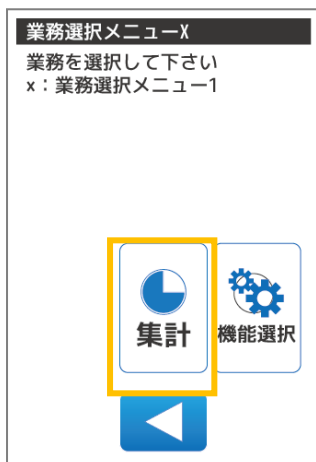 業務選択メニューX
業務を選択して下さい
x：業務選択メニュー1
集計
機能選択